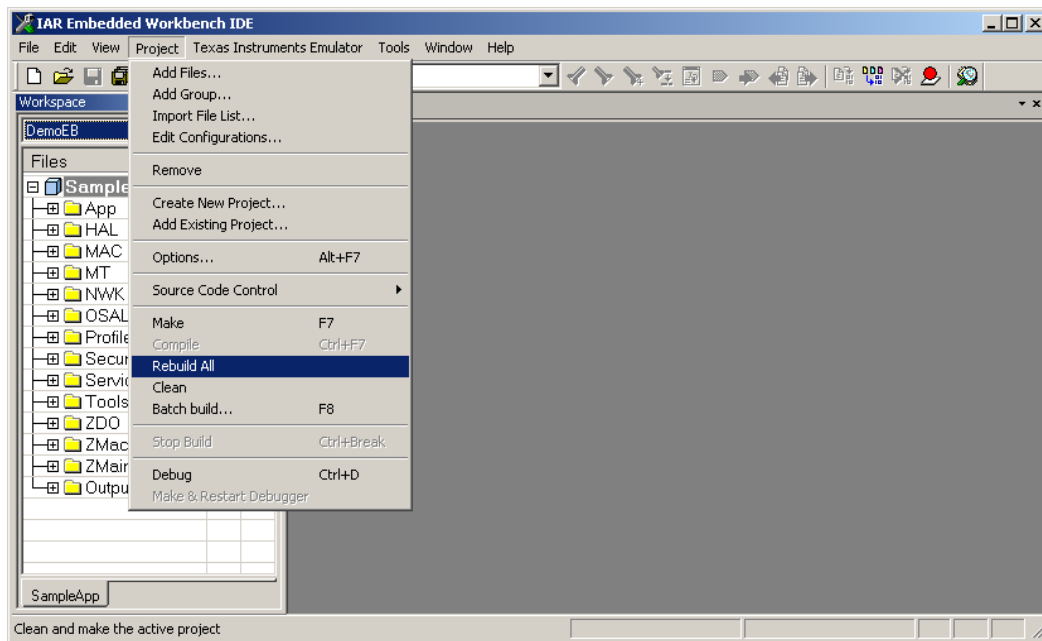 IAR Embedded Workbench IDE
File Edit View Project Texas Instruments Emulator Tools Window Help
Workspace
DemoEB
Files
Sample
App
HAL
MAC
MT
NWK
OSAL
Profile
Secur
Servic
Tools
ZDO
ZMac
ZMain
Outpu
Add Files...
Add Group...
Import File List...
Edit Configurations...
Remove
Create New Project...
Add Existing Project...
Options... Alt+F7
Source Code Control
Make F7
Compile Ctrl+F7
Rebuild All
Clean
Batch build... F8
Stop Build Ctrl+Break
Debug Ctrl+D
Make & Restart Debugger
SampleApp
Clean and make the active project